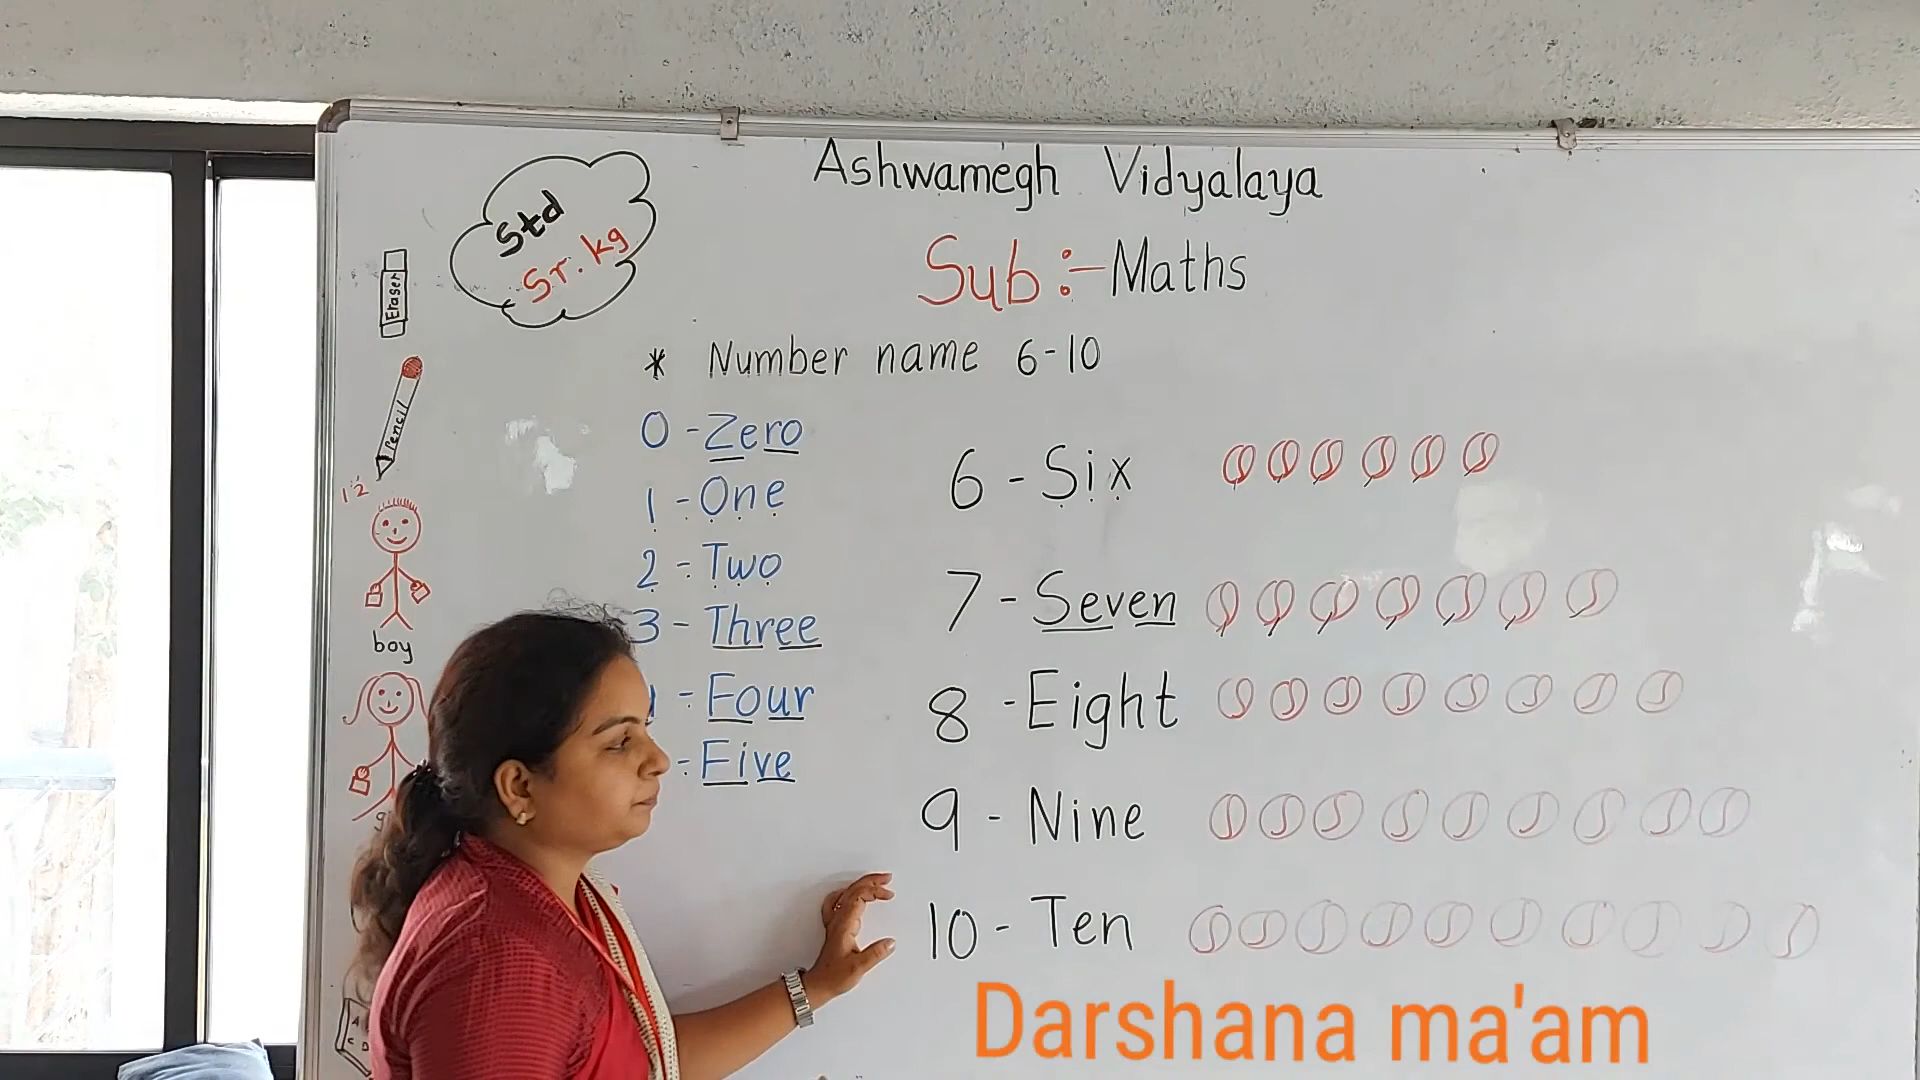 Ashwamegh Vidyalaya
Std
Sr. kg
Sub :- Maths
Eraser
Pencil
boy
* Number name 6-10
0 - Zero
1 - One
2 - Two
3 - Three
- Four
- Five
6 - Six
7 - Seven
8 - Eight
9 - Nine
10 - Ten
Darshana ma'am